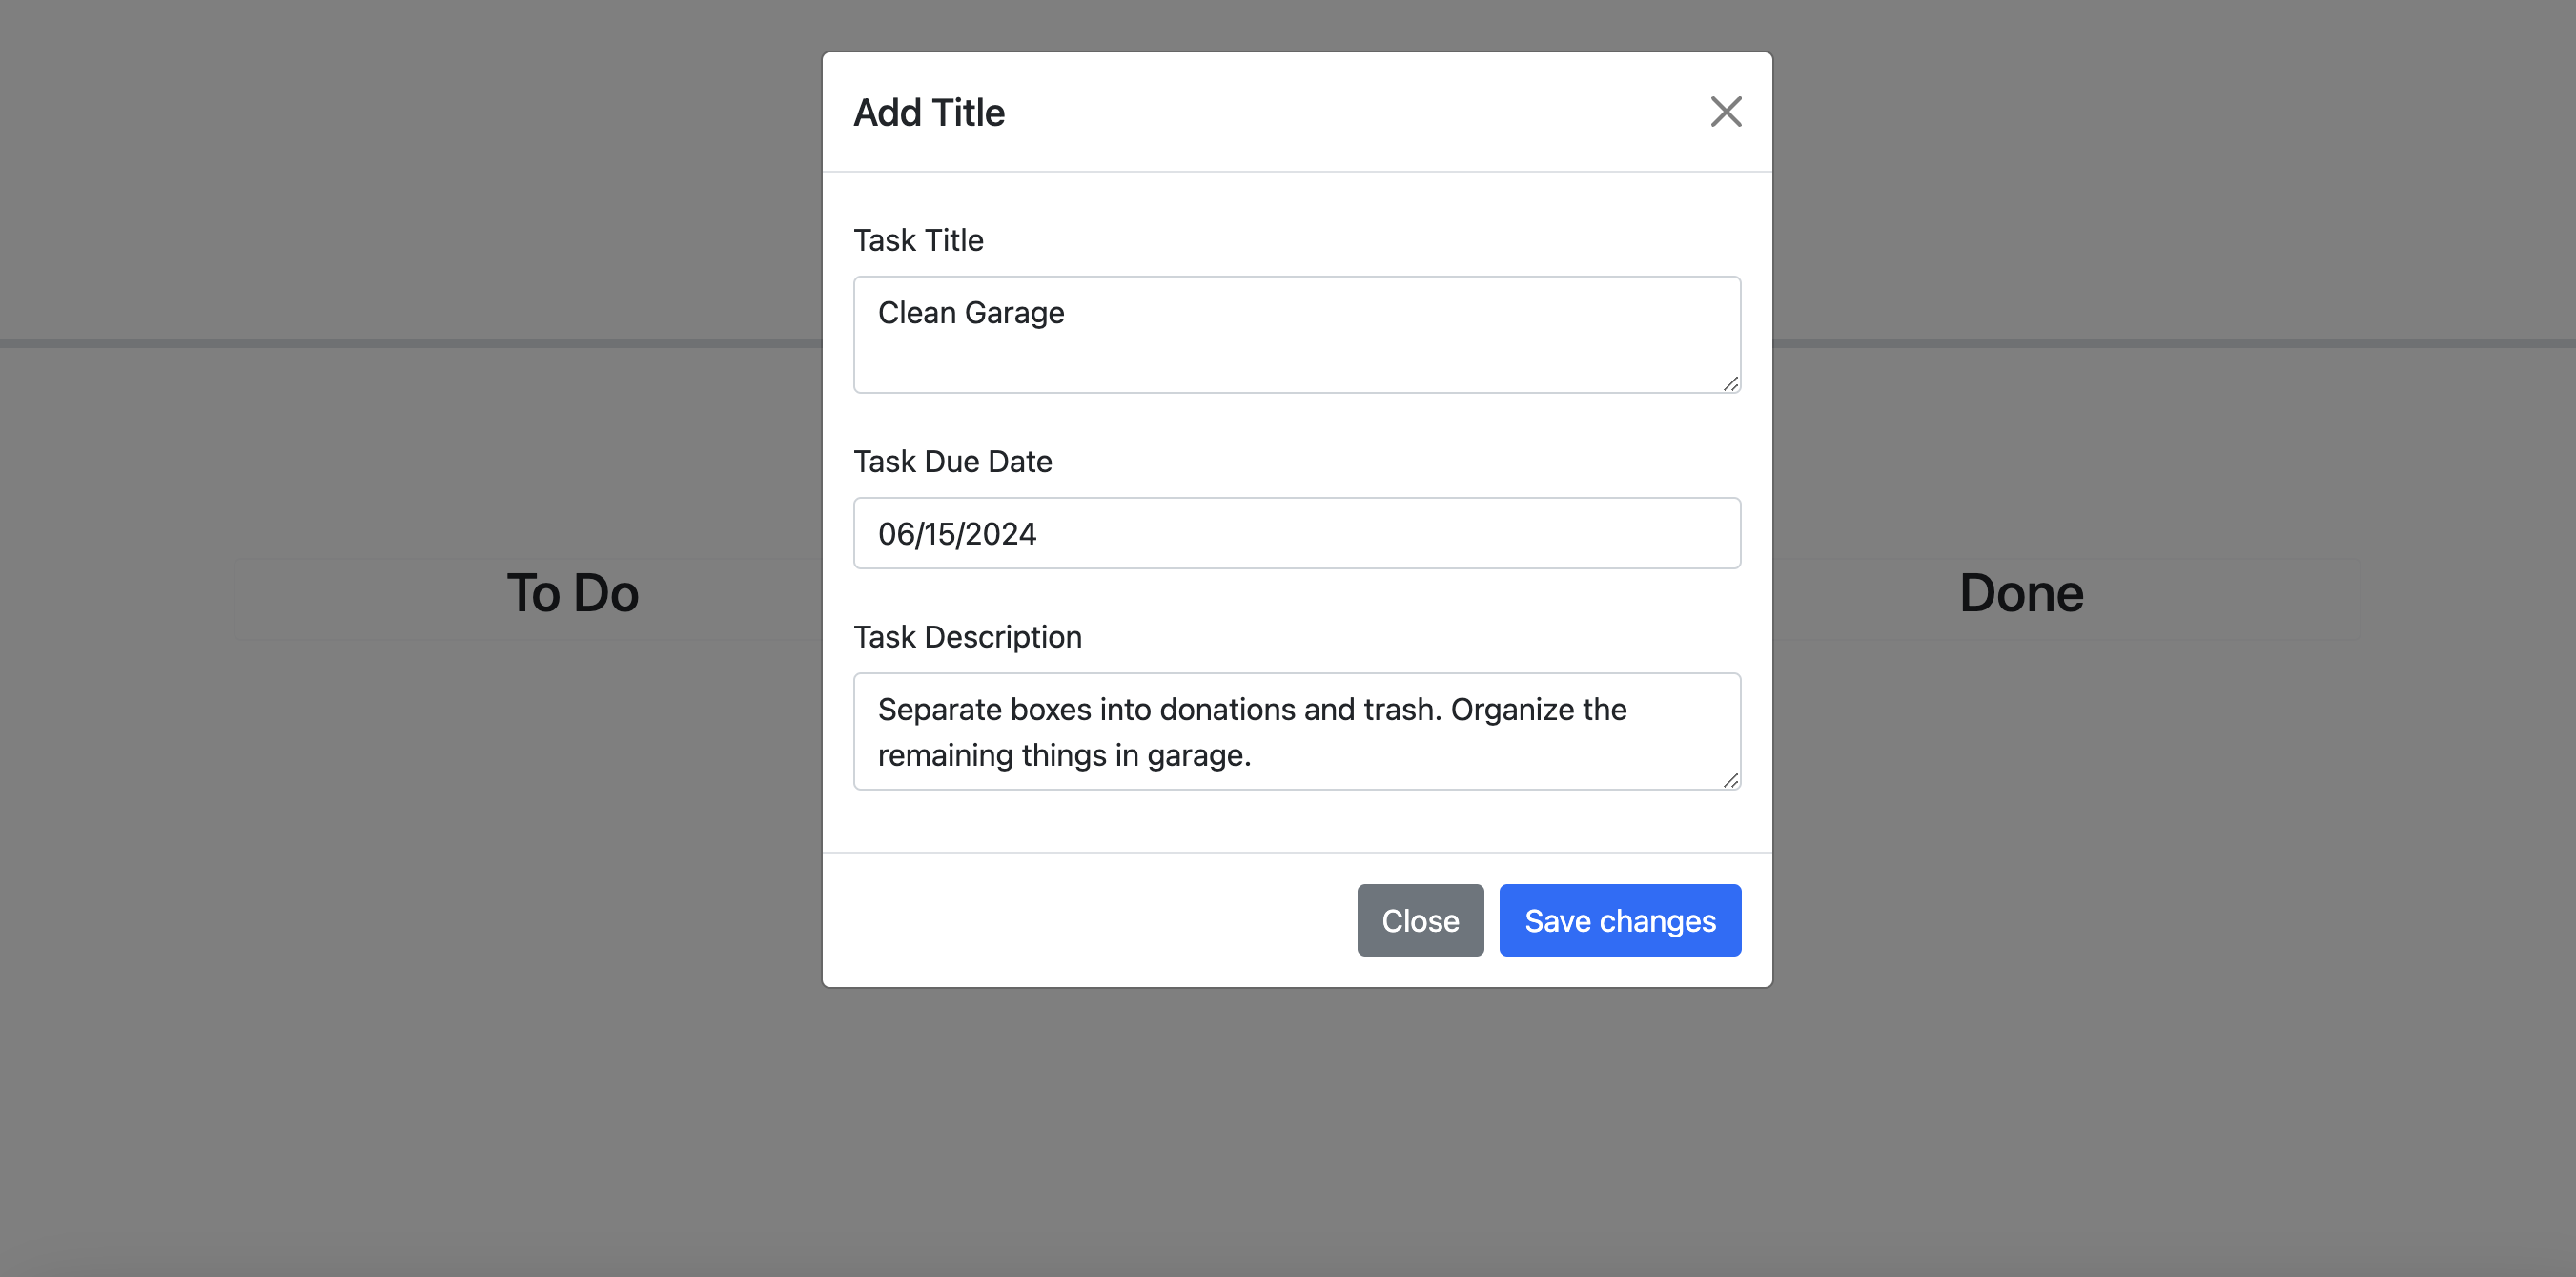 Add Title
Task Title
Clean Garage
Task Due Date
06/15/2024
To Do
Done
Task Description
Separate boxes into donations and trash. Organize the
remaining things in garage.
Close
Save changes